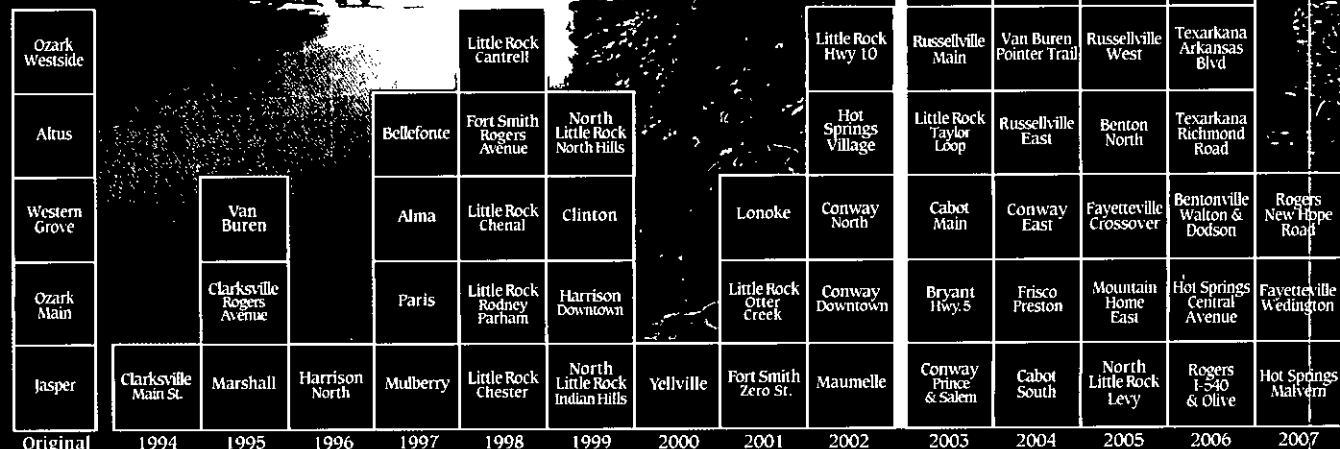 Ozark
Westside
Little Rock
Cantrell
Little Rock
Hwy 10
Russellville
Main
Van Buren
Pointer Trail
Russellville
West
Texarkana
Arkansas
Blvd
Altus
Bellefonte
Fort Smith
Rogers
Avenue
North
Little Rock
North Hills
Hot
Springs
Village
Little Rock
Taylor
Loop
Russellville
East
Benton
North
Texarkana
Richmond
Road
Western
Grove
Van
Buren
Alma
Little Rock
Chenal
Clinton
Lonoke
Conway
North
Cabot
Main
Conway
East
Fayetteville
Crossover
Bentonville
Walton &
Dodson
Rogers
New Hope
Road
Ozark
Main
Clarksville
Rogers
Avenue
Paris
Little Rock
Rodney
Parham
Harrison
Downtown
Little Rock
Otter
Creek
Conway
Downtown
Bryant
Hwy. 5
Frisco
Preston
Mountain
Home
East
Hot Springs
Central
Avenue
Fayetteville
Wedington
Jasper
Clarksville
Main St.
Marshall
Harrison
North
Mulberry
Little Rock
Chester
North
Little Rock
Indian Hills
Yellville
Fort Smith
Zero St.
Maumelle
Conway
Prince
& Salem
Cabot
South
North
Little Rock
Levy
Rogers
I-540
& Olive
Hot Springs
Malvern
Original 1994 1995 1996 1997 1998 1999 2000 2001 2002 2003 2004 2005 2006 2007